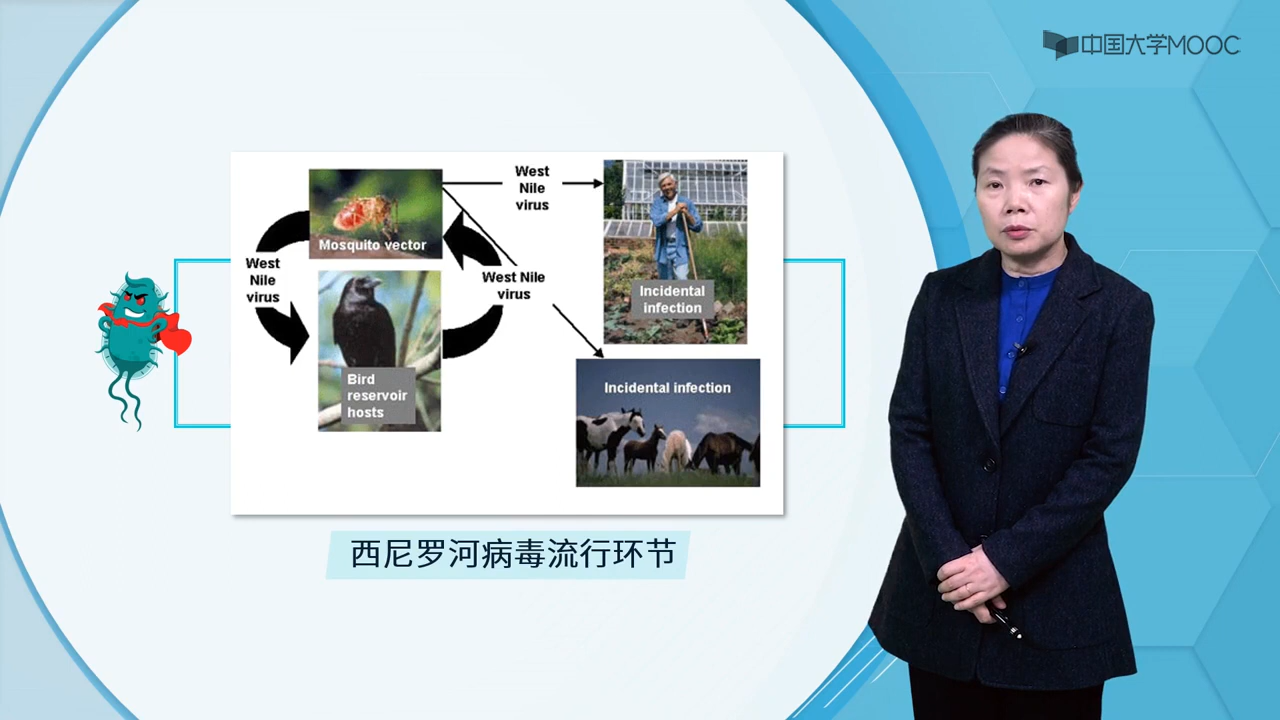 中国大学MOOC
West
Nile
virus
Mosquito vector
West
Nile
virus
West Nile
virus
Incidental
infection
Bird
reservoir
hosts
Incidental infection
西尼罗河病毒流行环节